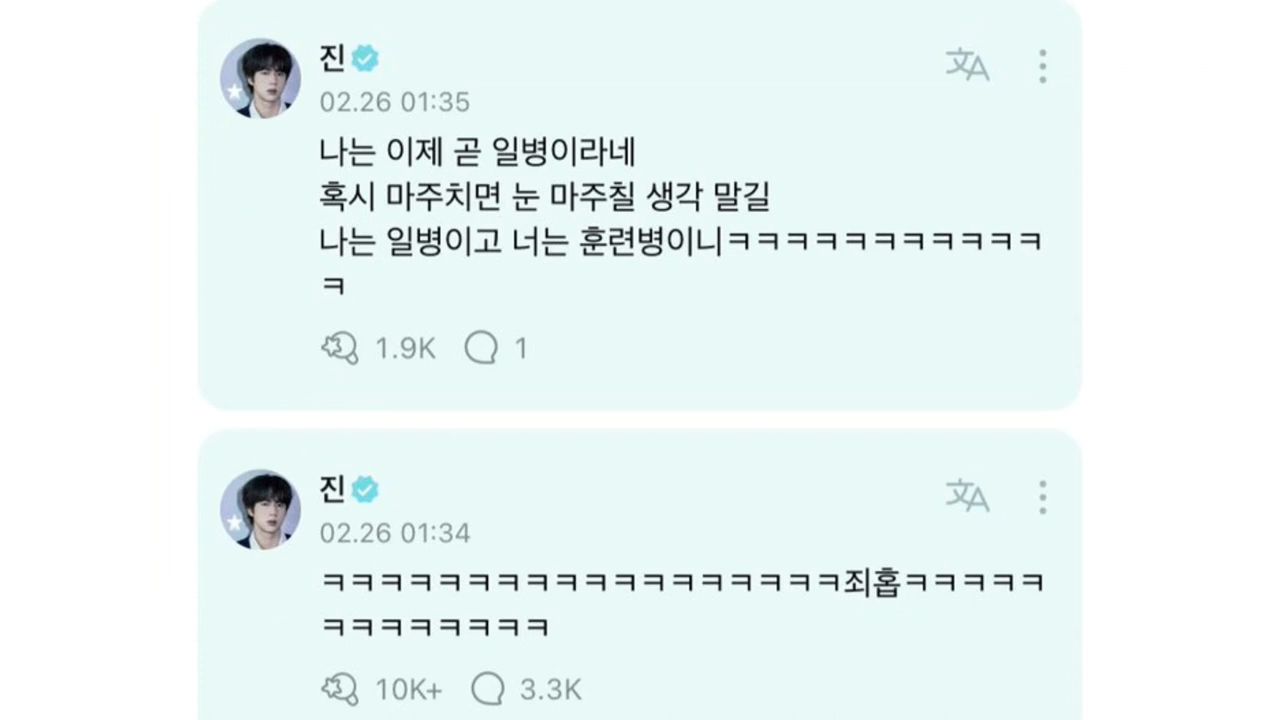 진
02.26 01:35
나는 이제 곧 일병이라네
혹시 마주치면 눈 마주칠 생각 말길
나는 일병이고 너는 훈련병이니ㅋㅋㅋㅋㅋㅋㅋㅋㅋㅋㅋ
ㅋ
1.9K 1
진
02.26 01:34
ㅋㅋㅋㅋㅋㅋㅋㅋㅋㅋㅋㅋㅋㅋㅋㅋㅋㅋ죄홉ㅋㅋㅋㅋㅋ
ㅋㅋㅋㅋㅋㅋㅋㅋ
10K+ 3.3K